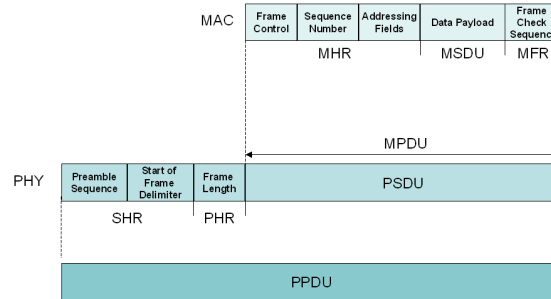 MAC
Frame
Control
Sequence
Number
Addressing
Fields
Data Payload
Frame
Check
Sequenc
MHR
MSDU
MFR
MPDU
PHY
Preamble
Sequence
Start of
Frame
Delimiter
Frame
Length
PSDU
SHR
PHR
PPDU